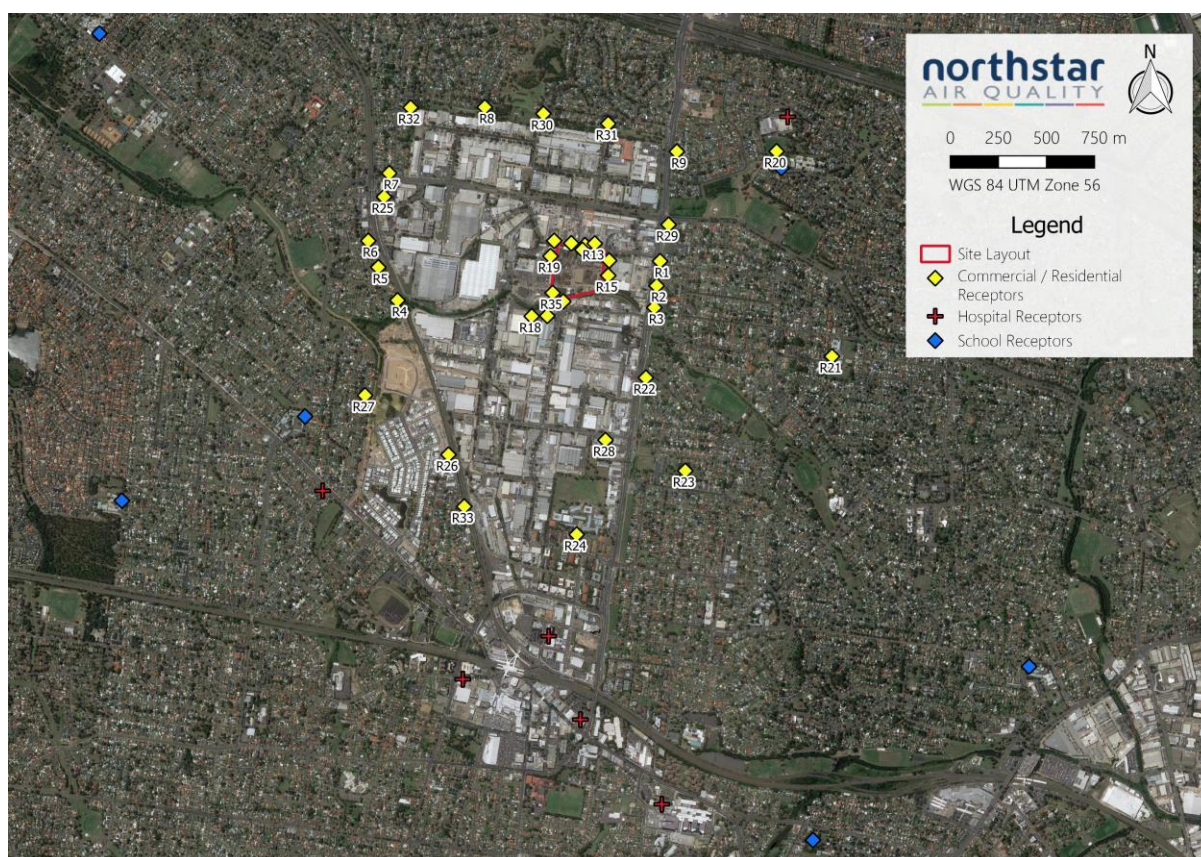 northstar
AIR QUALITY
N
0 250 500 750 m
WGS 84 UTM Zone 56
Legend
Site Layout
Commercial / Residential
Receptors
Hospital Receptors
School Receptors
R32
R8
R30
R31
R9
R20
R7
R25
R29
R6
R13
R19
R1
R5
R15
R2
R4
R35
R3
R18
R21
R22
R27
R28
R26
R23
R33
R24